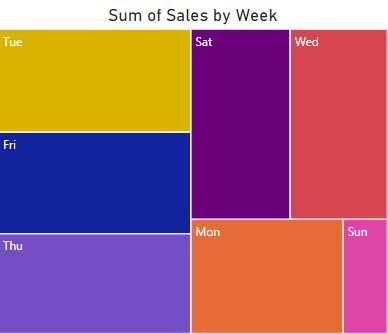 Sum of Sales by Week
Tue
Sat
Wed
Fri
Mon
Sun
Thu